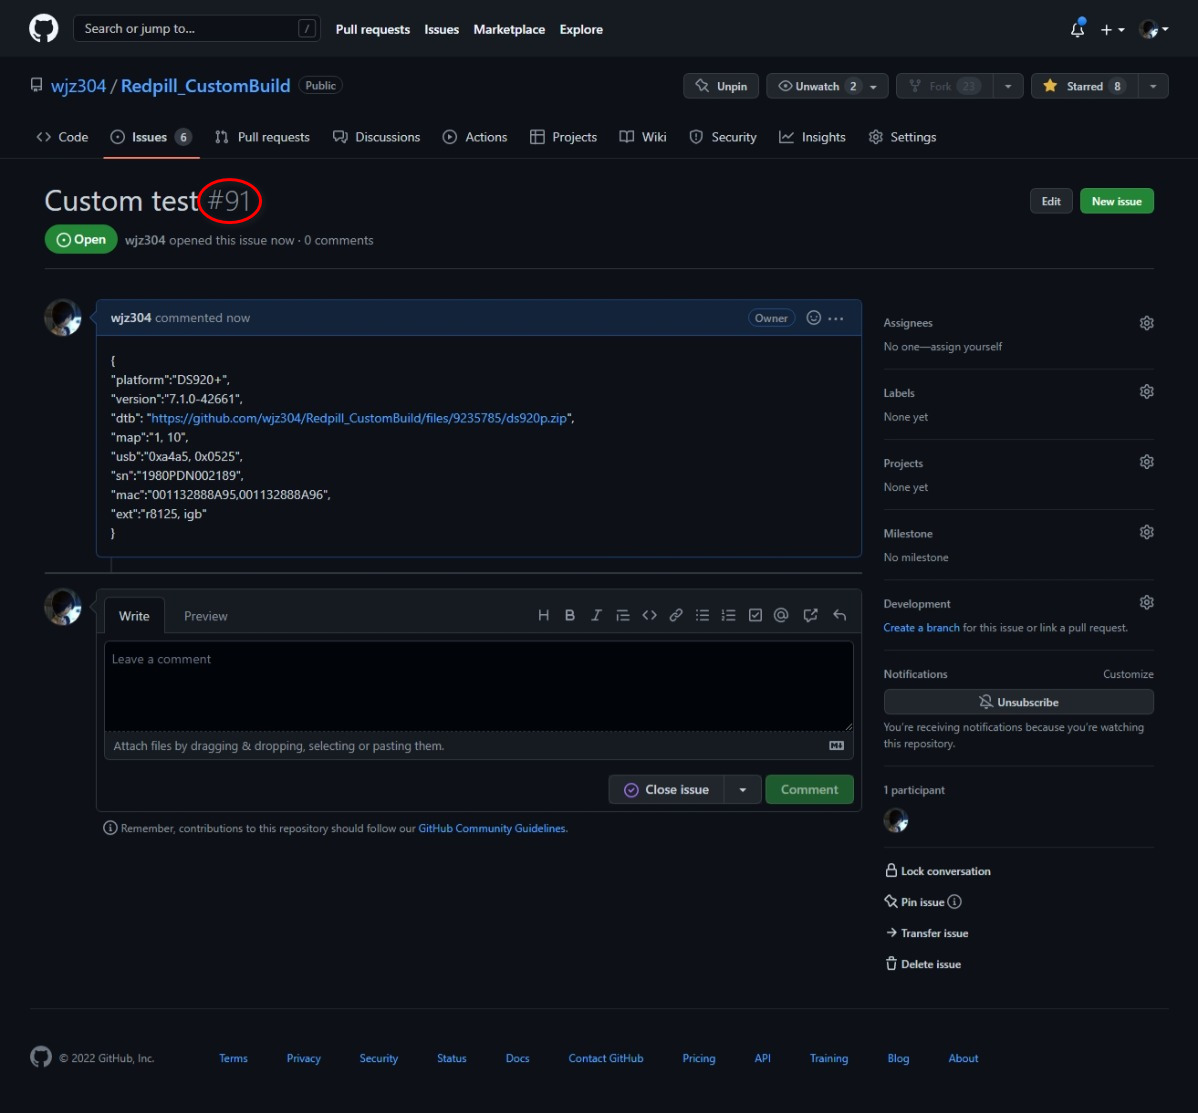 Search or jump to... /
Pull requests Issues Marketplace Explore
wjz304 / Redpill_CustomBuild Public
Unpin Unwatch 2 Fork 23 Starred 8
Code Issues 6 Pull requests Discussions Actions Projects Wiki Security Insights Settings
Custom test #91
Edit New issue
Open wjz304 opened this issue now · 0 comments
wjz304 commented now Owner
{
"platform":"DS920+",
"version":"7.1.0-42661",
"dtb": "https://github.com/wjz304/Redpill_CustomBuild/files/9235785/ds920p.zip",
"map":"1, 10",
"usb":"0xa4a5, 0x0525",
"sn":"1980PDN002189",
"mac":"001132888A95,001132888A96",
"ext":"r8125, igb"
}
Write Preview
Leave a comment
Attach files by dragging & dropping, selecting or pasting them.
Close issue Comment
Remember, contributions to this repository should follow our GitHub Community Guidelines.
Assignees
No one—assign yourself
Labels
None yet
Projects
None yet
Milestone
No milestone
Development
Create a branch for this issue or link a pull request.
Notifications Customize
Unsubscribe
You're receiving notifications because you're watching
this repository.
1 participant
Lock conversation
Pin issue
Transfer issue
Delete issue
© 2022 GitHub, Inc. Terms Privacy Security Status Docs Contact GitHub Pricing API Training Blog About